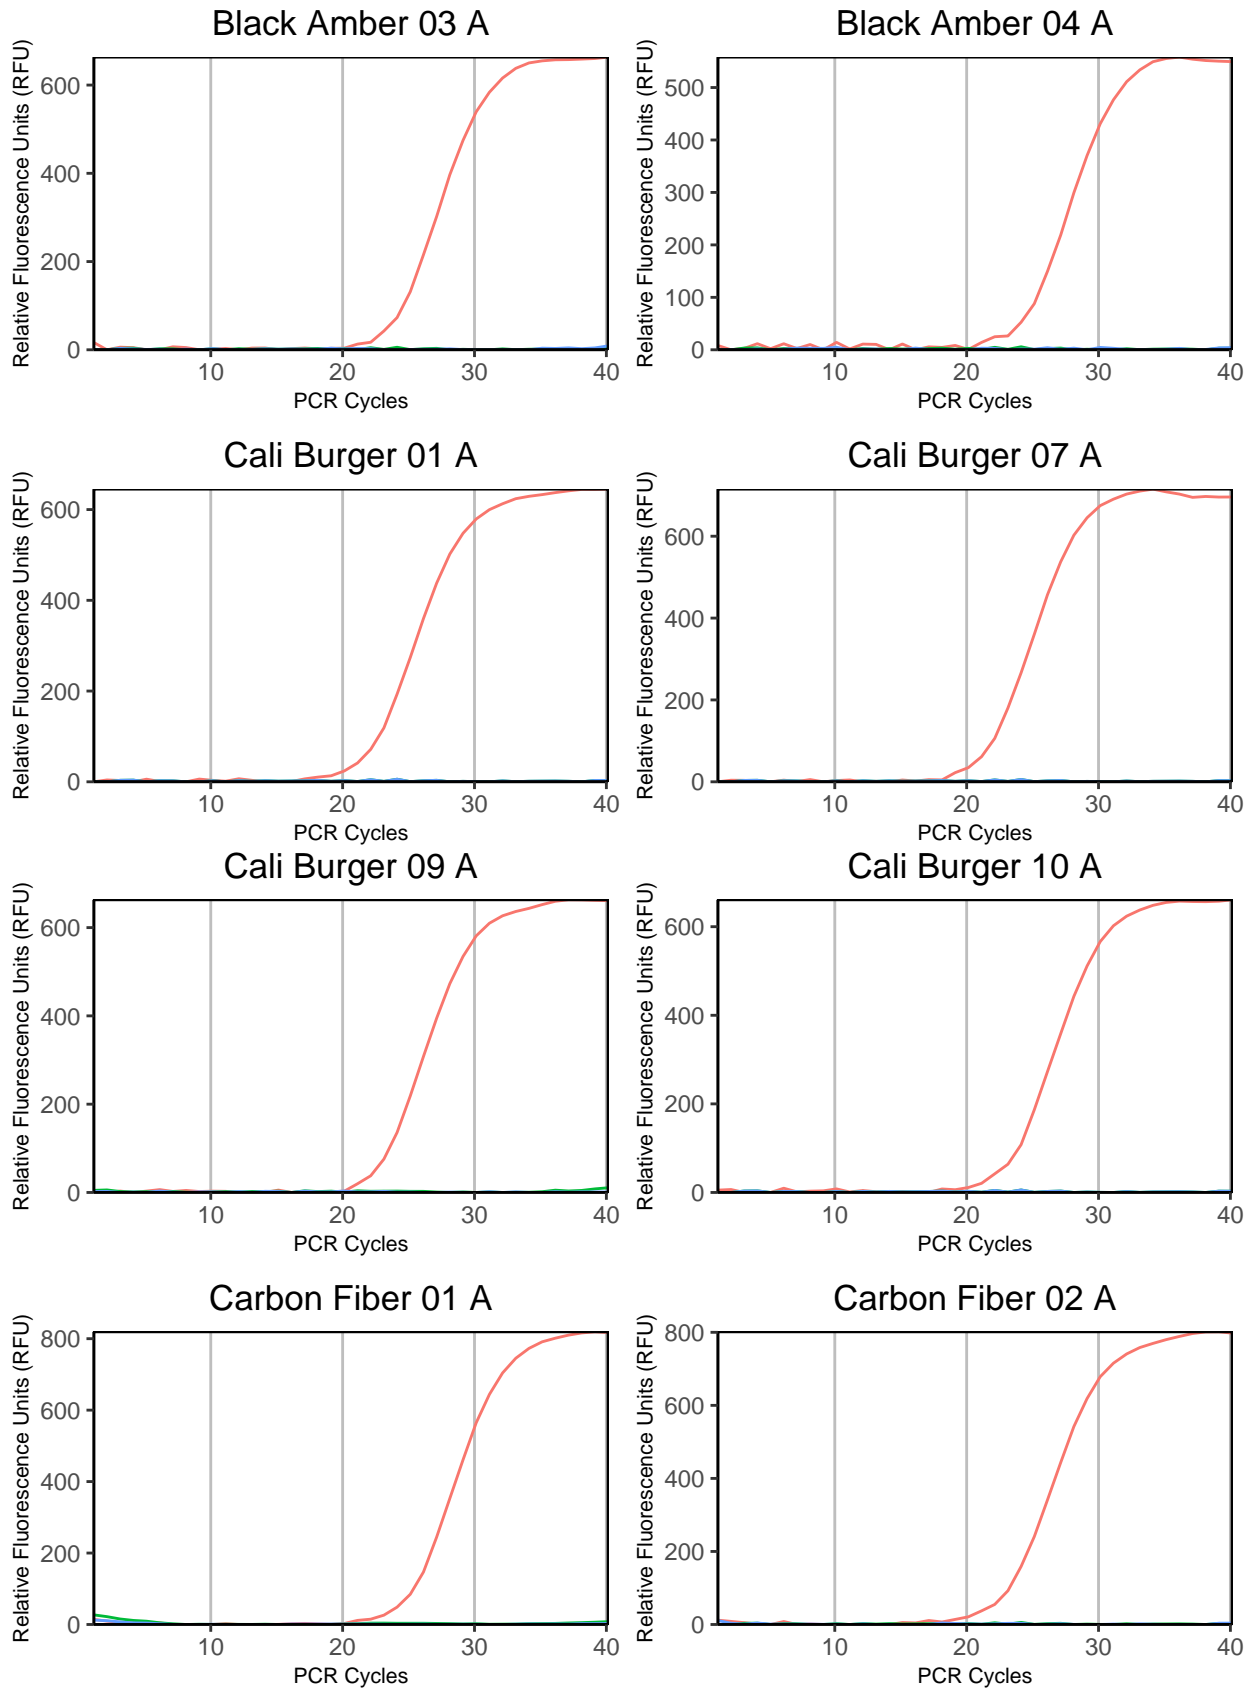 Black Amber 03 A
Relative Fluorescence Units (RFU)
600
400
200
0
10
20
30
40
PCR Cycles
Black Amber 04 A
Relative Fluorescence Units (RFU)
500
400
300
200
100
0
10
20
30
40
PCR Cycles
Cali Burger 01 A
Relative Fluorescence Units (RFU)
600
400
200
0
10
20
30
40
PCR Cycles
Cali Burger 07 A
Relative Fluorescence Units (RFU)
600
400
200
0
10
20
30
40
PCR Cycles
Cali Burger 09 A
Relative Fluorescence Units (RFU)
600
400
200
0
10
20
30
40
PCR Cycles
Cali Burger 10 A
Relative Fluorescence Units (RFU)
600
400
200
0
10
20
30
40
PCR Cycles
Carbon Fiber 01 A
Relative Fluorescence Units (RFU)
800
600
400
200
0
10
20
30
40
PCR Cycles
Carbon Fiber 02 A
Relative Fluorescence Units (RFU)
800
600
400
200
0
10
20
30
40
PCR Cycles